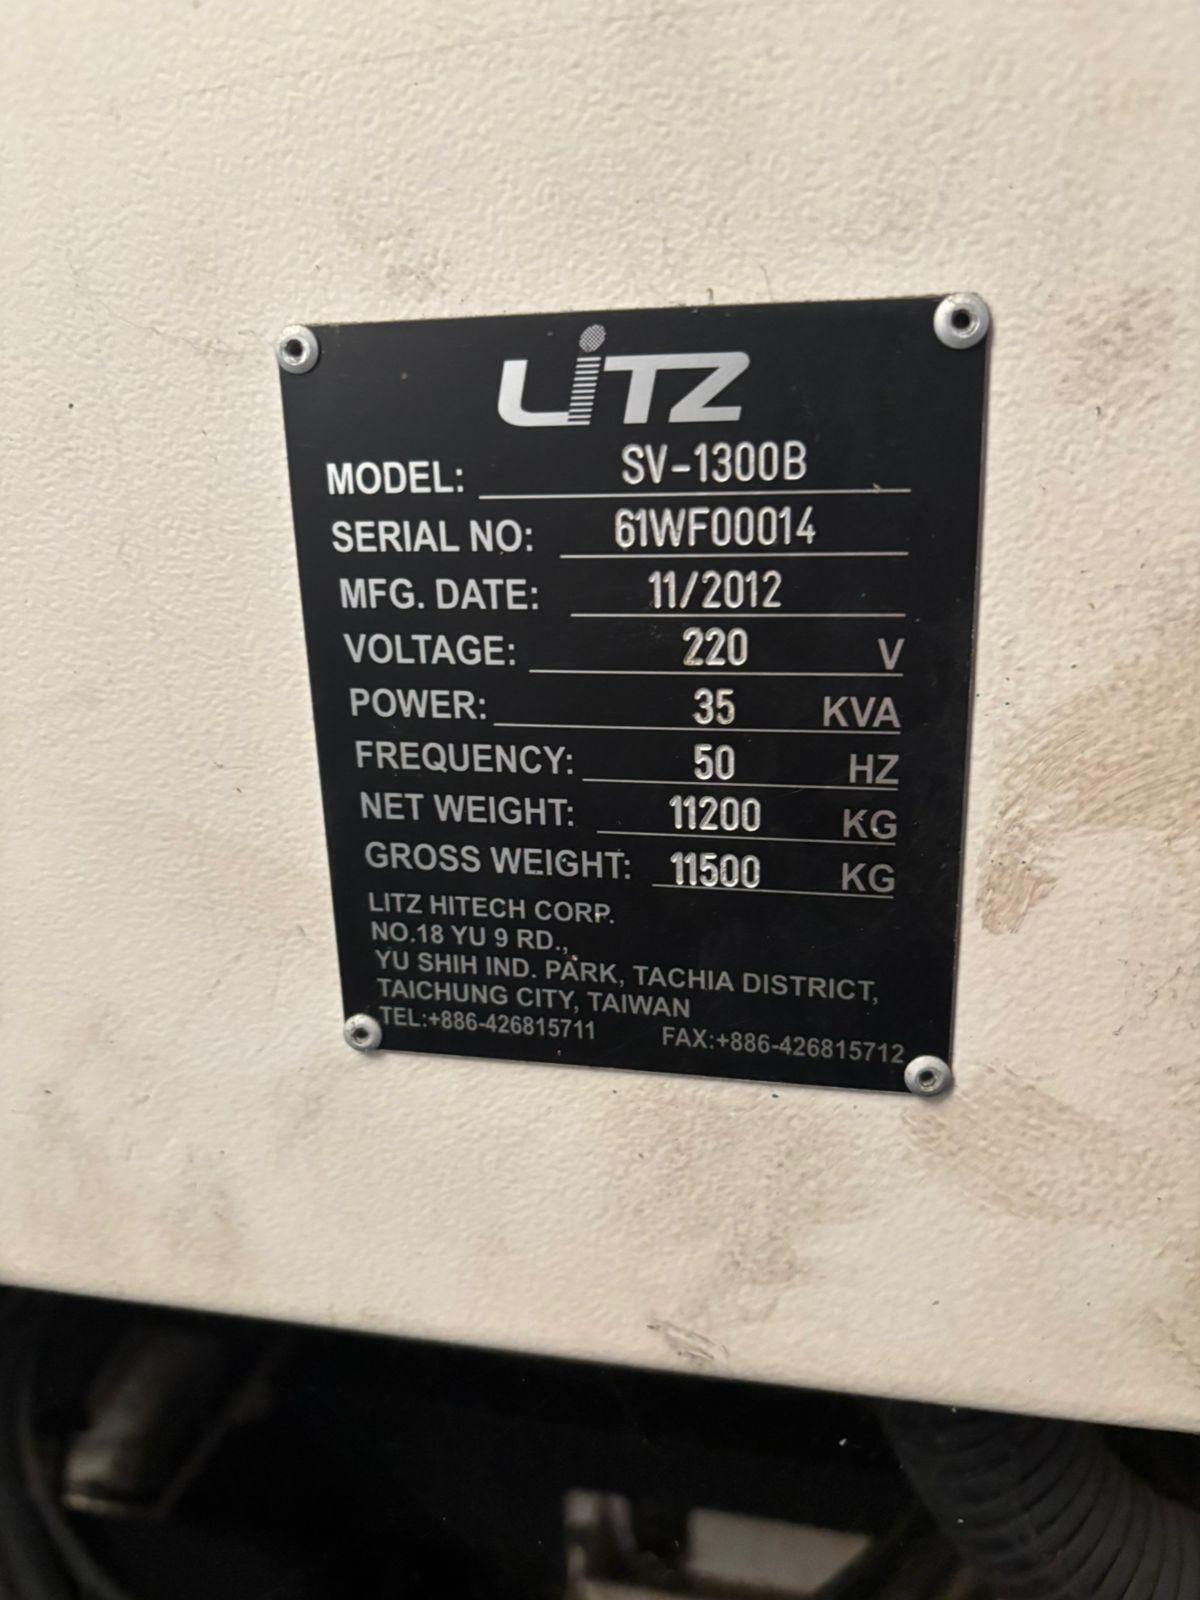 LiTZ
MODEL: SV-1300B
SERIAL NO: 61WF00014
MFG. DATE: 11/2012
VOLTAGE: 220 V
POWER: 35 KVA
FREQUENCY: 50 HZ
NET WEIGHT: 11200 KG
GROSS WEIGHT: 11500 KG
LITZ HITECH CORP.
NO.18 YU 9 RD.,
YU SHIH IND. PARK, TACHIA DISTRICT,
TAICHUNG CITY, TAIWAN
TEL:+886-426815711 FAX:+886-426815712